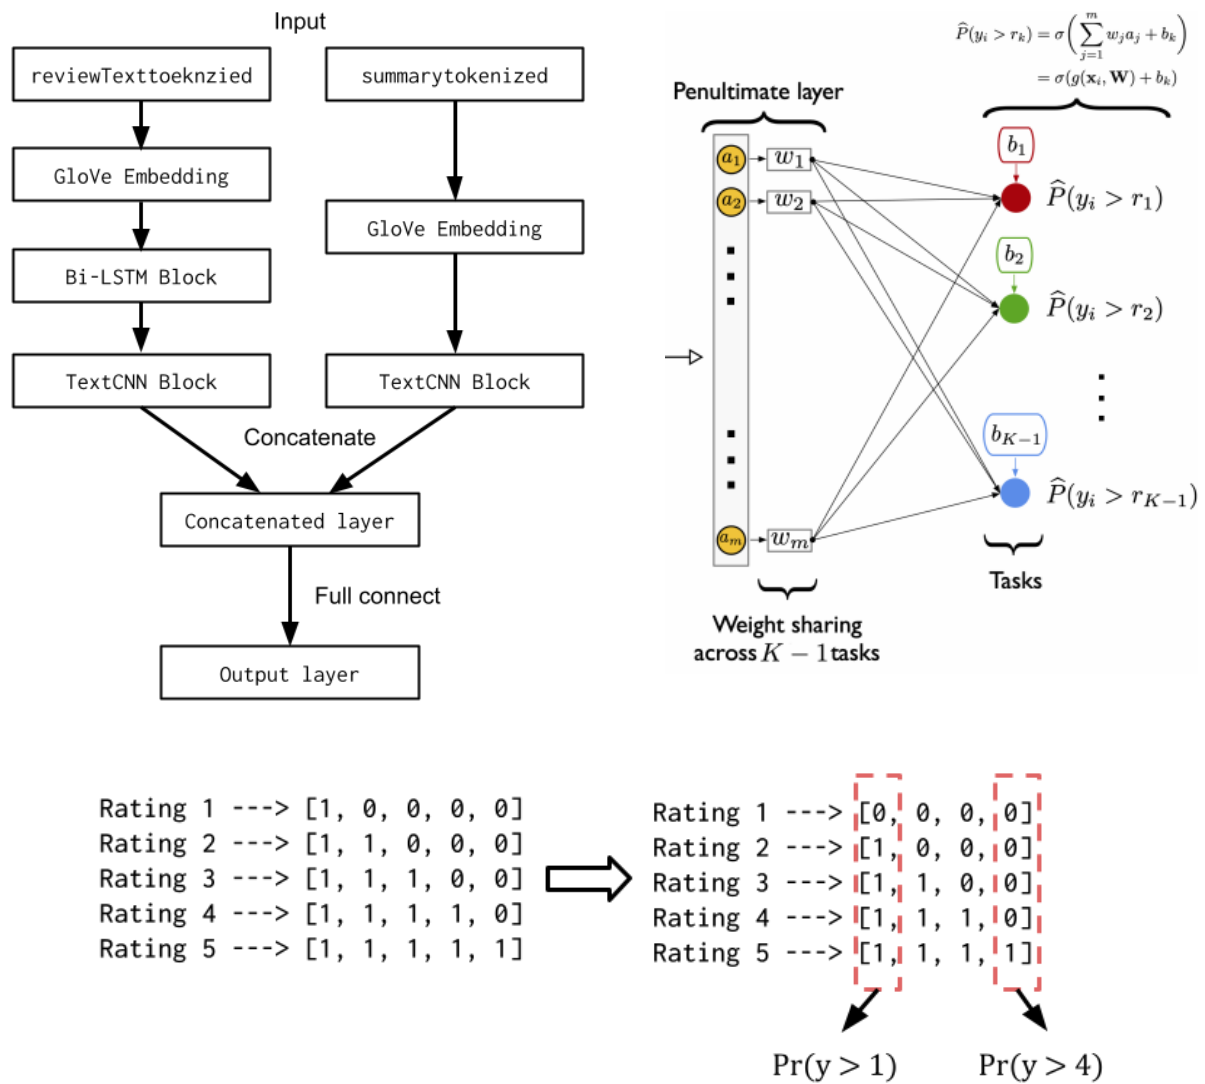 Input
reviewTexttoeknzied
summarytokenized
GloVe Embedding
GloVe Embedding
Bi-LSTM Block
TextCNN Block
TextCNN Block
Concatenate
Concatenated layer
Full connect
Output layer
P̂(yᵢ > rₖ) = σ(∑ᵐⱼ₌₁ wⱼaⱼ + bₖ)
= σ(g(𝐱ᵢ, 𝐖) + bₖ)
Penultimate layer
a₁ w₁
a₂ w₂
aₘ wₘ
b₁
P̂(yᵢ > r₁)
b₂
P̂(yᵢ > r₂)
b_{K−1}
P̂(yᵢ > r_{K−1})
Tasks
Weight sharing
across K − 1 tasks
Rating 1 ---> [1, 0, 0, 0, 0]
Rating 2 ---> [1, 1, 0, 0, 0]
Rating 3 ---> [1, 1, 1, 0, 0]
Rating 4 ---> [1, 1, 1, 1, 0]
Rating 5 ---> [1, 1, 1, 1, 1]
Rating 1 ---> [0, 0, 0, 0]
Rating 2 ---> [1, 0, 0, 0]
Rating 3 ---> [1, 1, 0, 0]
Rating 4 ---> [1, 1, 1, 0]
Rating 5 ---> [1, 1, 1, 1]
Pr(y > 1)
Pr(y > 4)